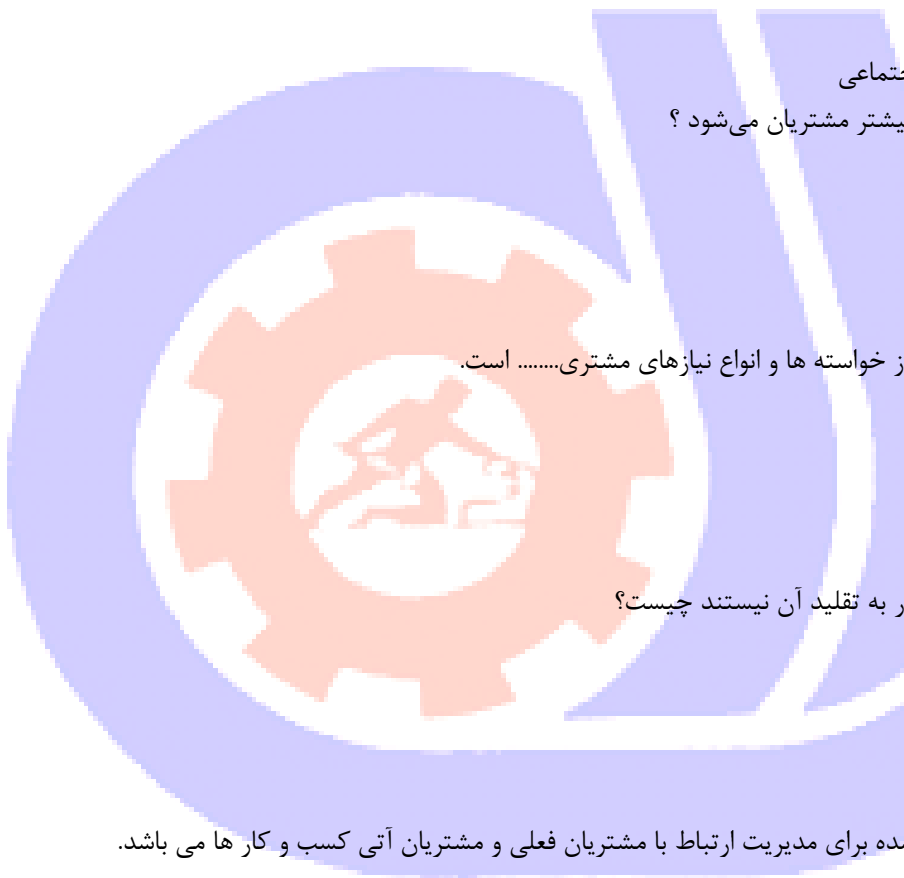 جتماعی
یشتر مشتریان می‌شود ؟
ز خواسته ها و انواع نیازهای مشتری........ است.
ر به تقلید آن نیستند چیست؟
ده برای مدیریت ارتباط با مشتریان فعلی و مشتریان آتی کسب و کار ها می باشد.